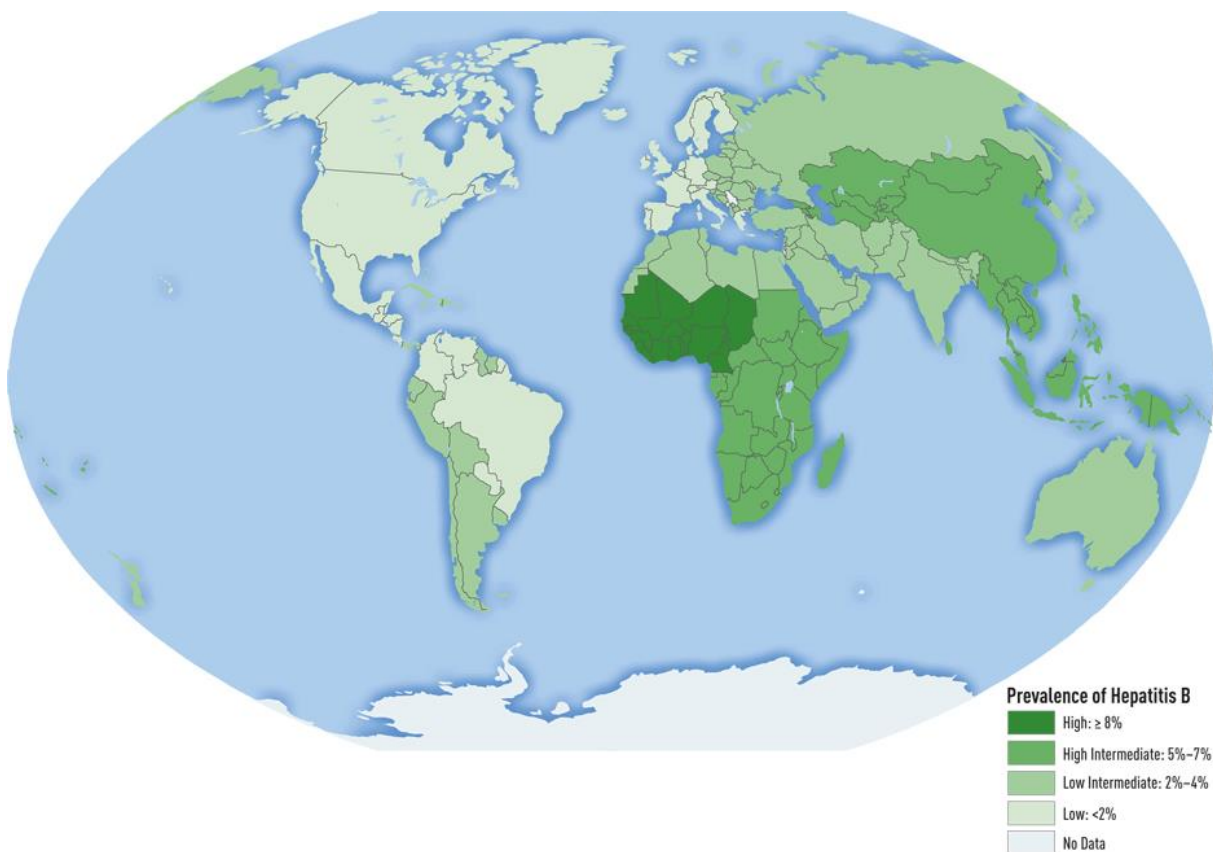 Prevalence of Hepatitis B
High: ≥ 8%
High Intermediate: 5%–7%
Low Intermediate: 2%–4%
Low: <2%
No Data